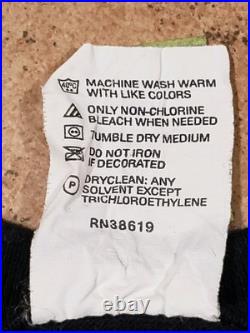 40°C
MACHINE WASH WARM
WITH LIKE COLORS
ONLY NON-CHLORINE
BLEACH WHEN NEEDED
TUMBLE DRY MEDIUM
DO NOT IRON
IF DECORATED
P
DRYCLEAN: ANY
SOLVENT EXCEPT
TRICHLOROETHYLENE
RN38619